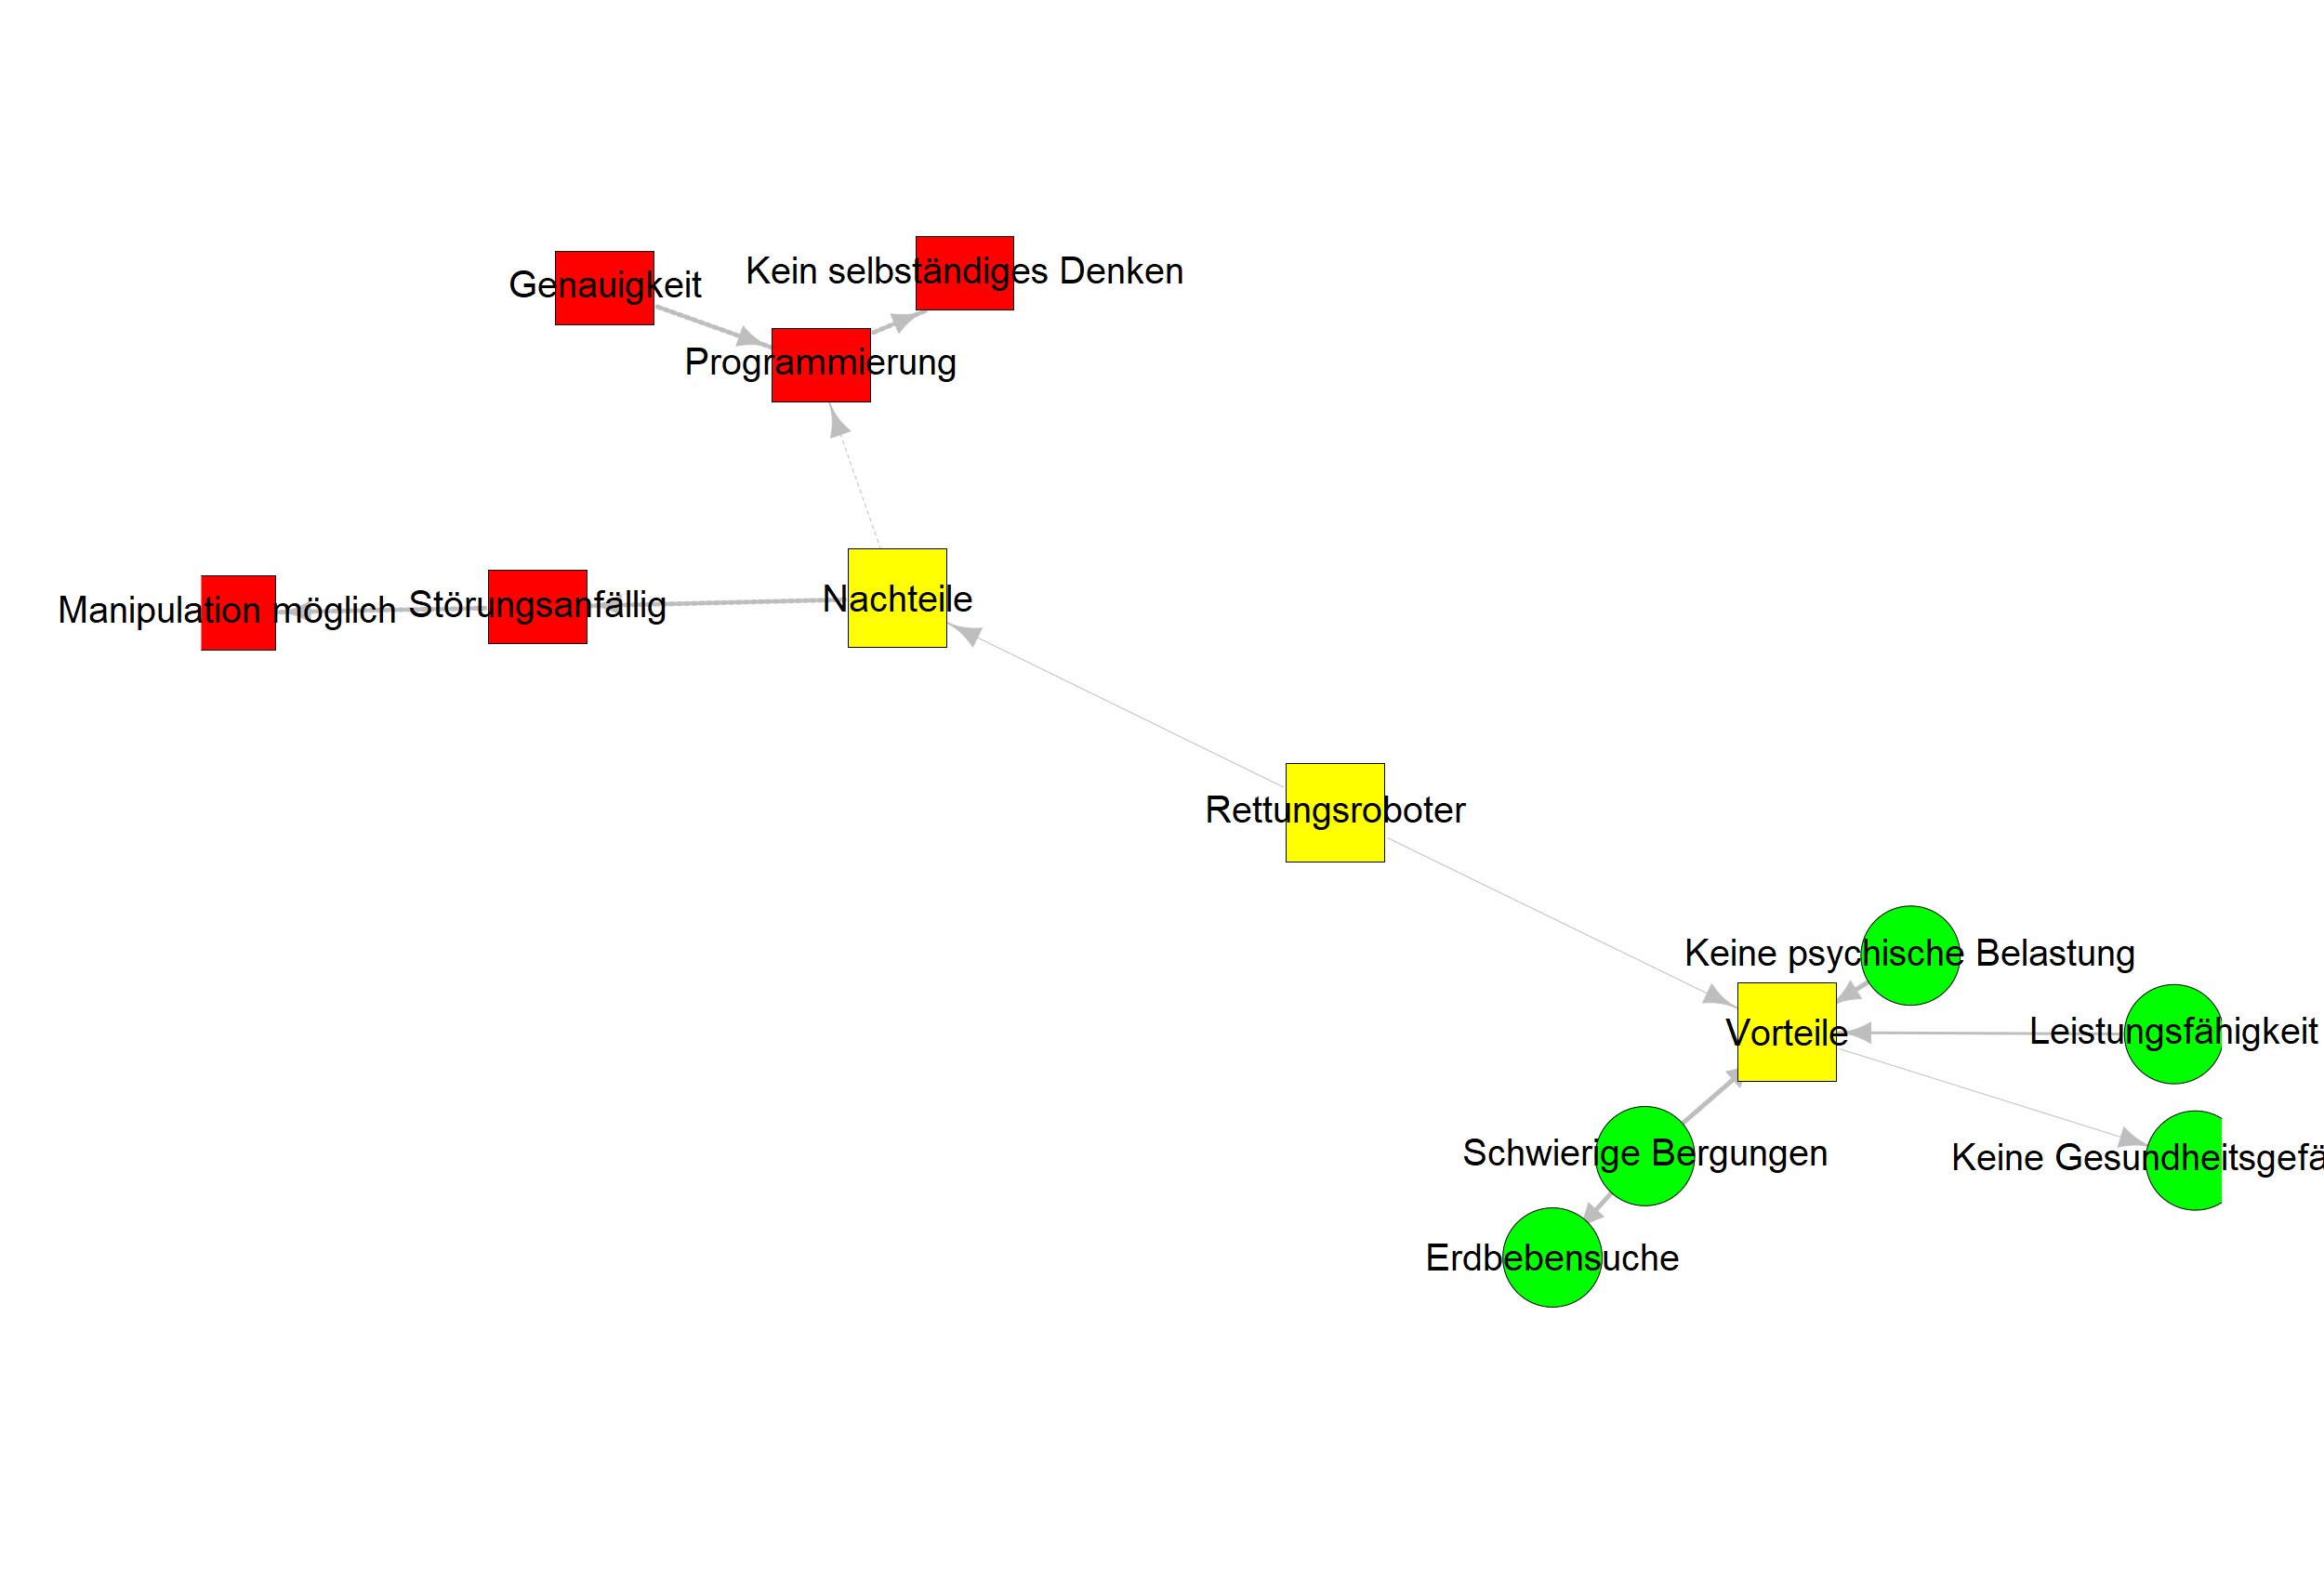 Kein selbständiges Denken
Genauigkeit
Programmierung
Nachteile
Störungsanfällig
Manipulation möglich
Rettungsroboter
Keine psychische Belastung
Leistungsfähigkeit
Vorteile
Schwierige Bergungen
Keine Gesundheitsgefä
Erdbebensuche